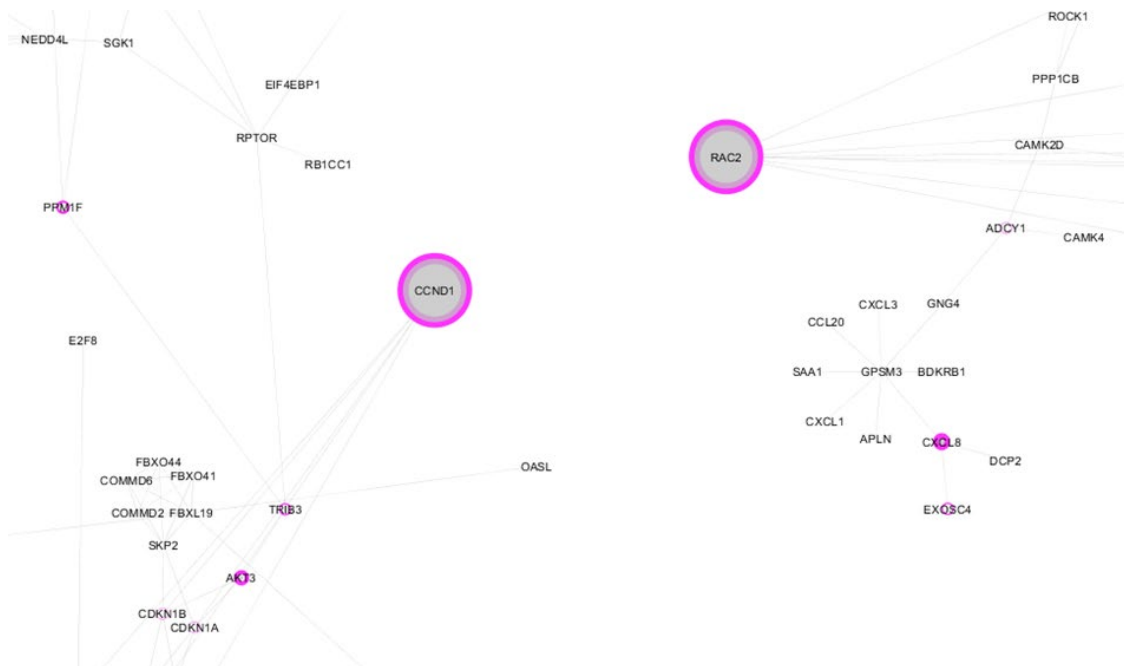 ROCK1
NEDD4L
SGK1
PPP1CB
EIF4EBP1
RPTOR
CAMK2D
RAC2
RB1CC1
PPM1F
ADCY1
CAMK4
CCND1
CXCL3
GNG4
CCL20
E2F8
SAA1
GPSM3
BDKRB1
CXCL1
APLN
CXCL8
FBXO44
DCP2
OASL
FBXO41
COMMD6
TRIB3
EXOSC4
COMMD2
FBXL19
SKP2
AKT3
CDKN1B
CDKN1A